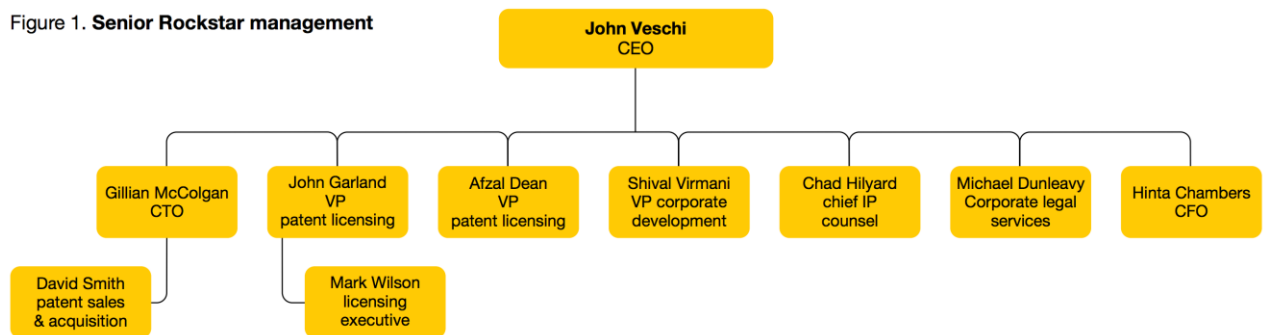 Figure 1. Senior Rockstar management
John Veschi
CEO
Gillian McColgan
CTO
John Garland
VP
patent licensing
Afzal Dean
VP
patent licensing
Shival Virmani
VP corporate
development
Chad Hilyard
chief IP
counsel
Michael Dunleavy
Corporate legal
services
Hinta Chambers
CFO
David Smith
patent sales
& acquisition
Mark Wilson
licensing
executive